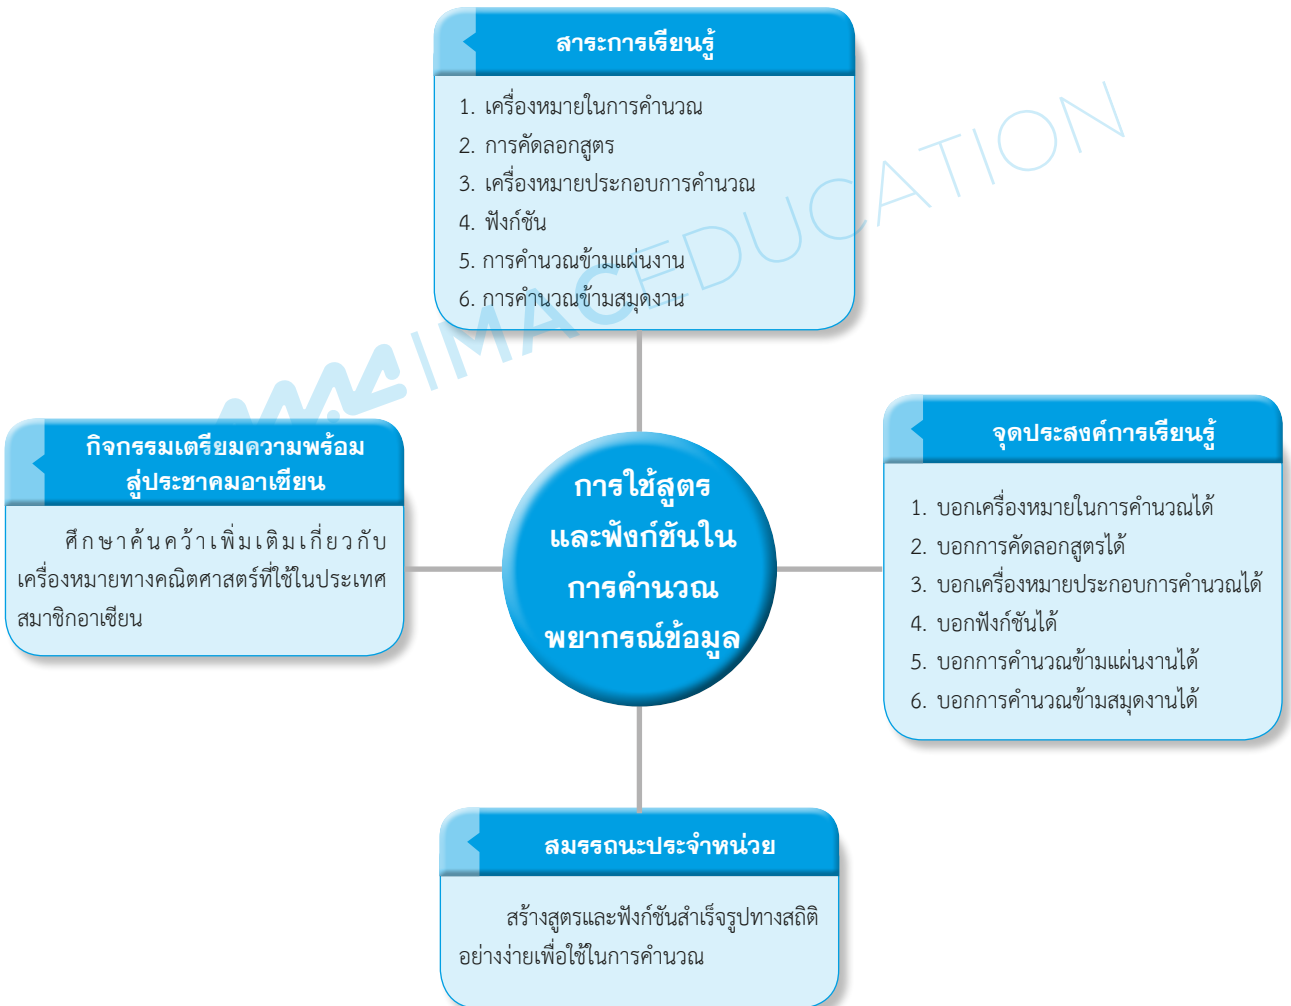 สาระการเรียนรู้
1. เครื่องหมายในการคำนวณ
2. การคัดลอกสูตร
3. เครื่องหมายประกอบการคำนวณ
4. ฟังก์ชัน
5. การคำนวณข้ามแผ่นงาน
6. การคำนวณข้ามสมุดงาน
IMACEDUCATION
กิจกรรมเตรียมความพร้อม
สู่ประชาคมอาเซียน
ศึกษาค้นคว้าเพิ่มเติมเกี่ยวกับ
เครื่องหมายทางคณิตศาสตร์ที่ใช้ในประเทศ
สมาชิกอาเซียน
การใช้สูตร
และฟังก์ชันใน
การคำนวณ
พยากรณ์ข้อมูล
จุดประสงค์การเรียนรู้
1. บอกเครื่องหมายในการคำนวณได้
2. บอกการคัดลอกสูตรได้
3. บอกเครื่องหมายประกอบการคำนวณได้
4. บอกฟังก์ชันได้
5. บอกการคำนวณข้ามแผ่นงานได้
6. บอกการคำนวณข้ามสมุดงานได้
สมรรถนะประจำหน่วย
สร้างสูตรและฟังก์ชันสำเร็จรูปทางสถิติ
อย่างง่ายเพื่อใช้ในการคำนวณ